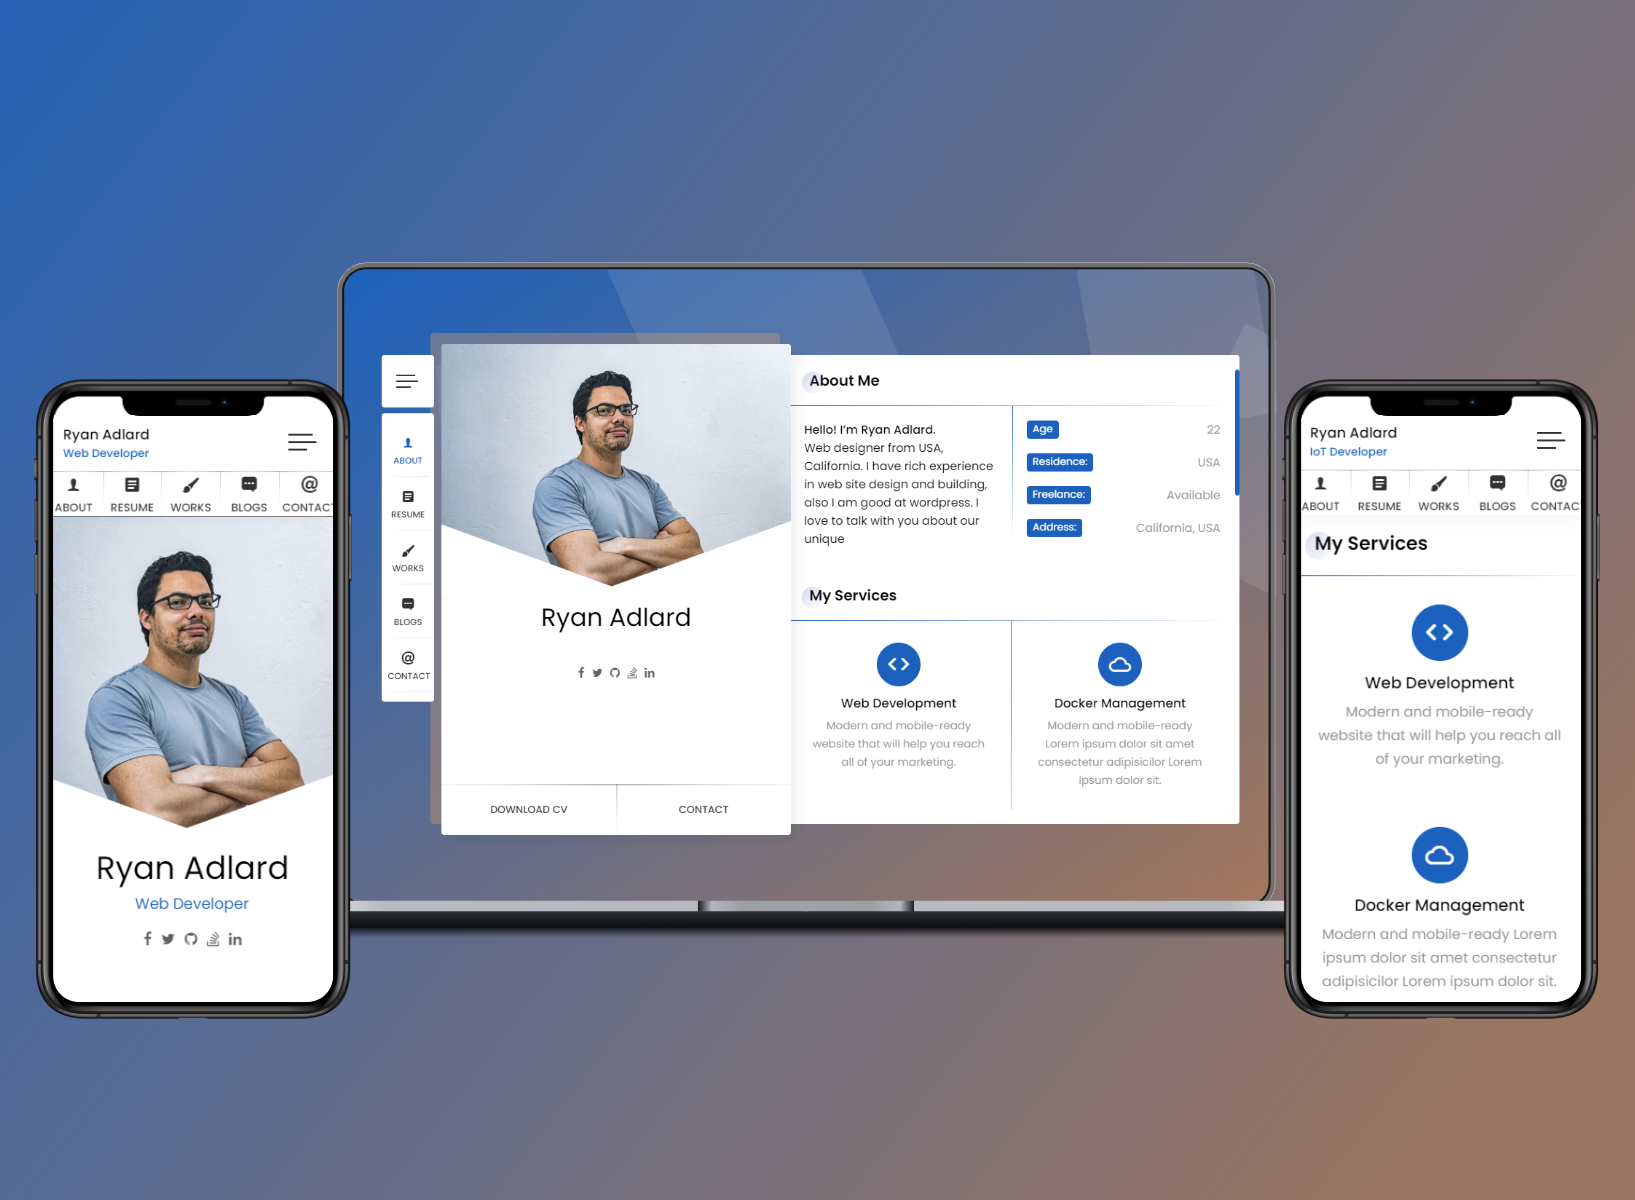 Ryan Adlard
Web Developer
ABOUT
RESUME
WORKS
BLOGS
CONTACT
Ryan Adlard
Web Developer
ABOUT
RESUME
WORKS
BLOGS
CONTACT
Ryan Adlard
DOWNLOAD CV
CONTACT
About Me
Hello! I'm Ryan Adlard.
Web designer from USA,
California. I have rich experience
in web site design and building,
also I am good at wordpress. I
love to talk with you about our
unique
Age 22
Residence: USA
Freelance: Available
Address: California, USA
My Services
Web Development
Modern and mobile-ready
website that will help you reach
all of your marketing.
Docker Management
Modern and mobile-ready
Lorem ipsum dolor sit amet
consectetur adipisicilor Lorem
ipsum dolor sit.
Ryan Adlard
IoT Developer
ABOUT
RESUME
WORKS
BLOGS
CONTAC
My Services
Web Development
Modern and mobile-ready
website that will help you reach all
of your marketing.
Docker Management
Modern and mobile-ready Lorem
ipsum dolor sit amet consectetur
adipisicilor Lorem ipsum dolor sit.